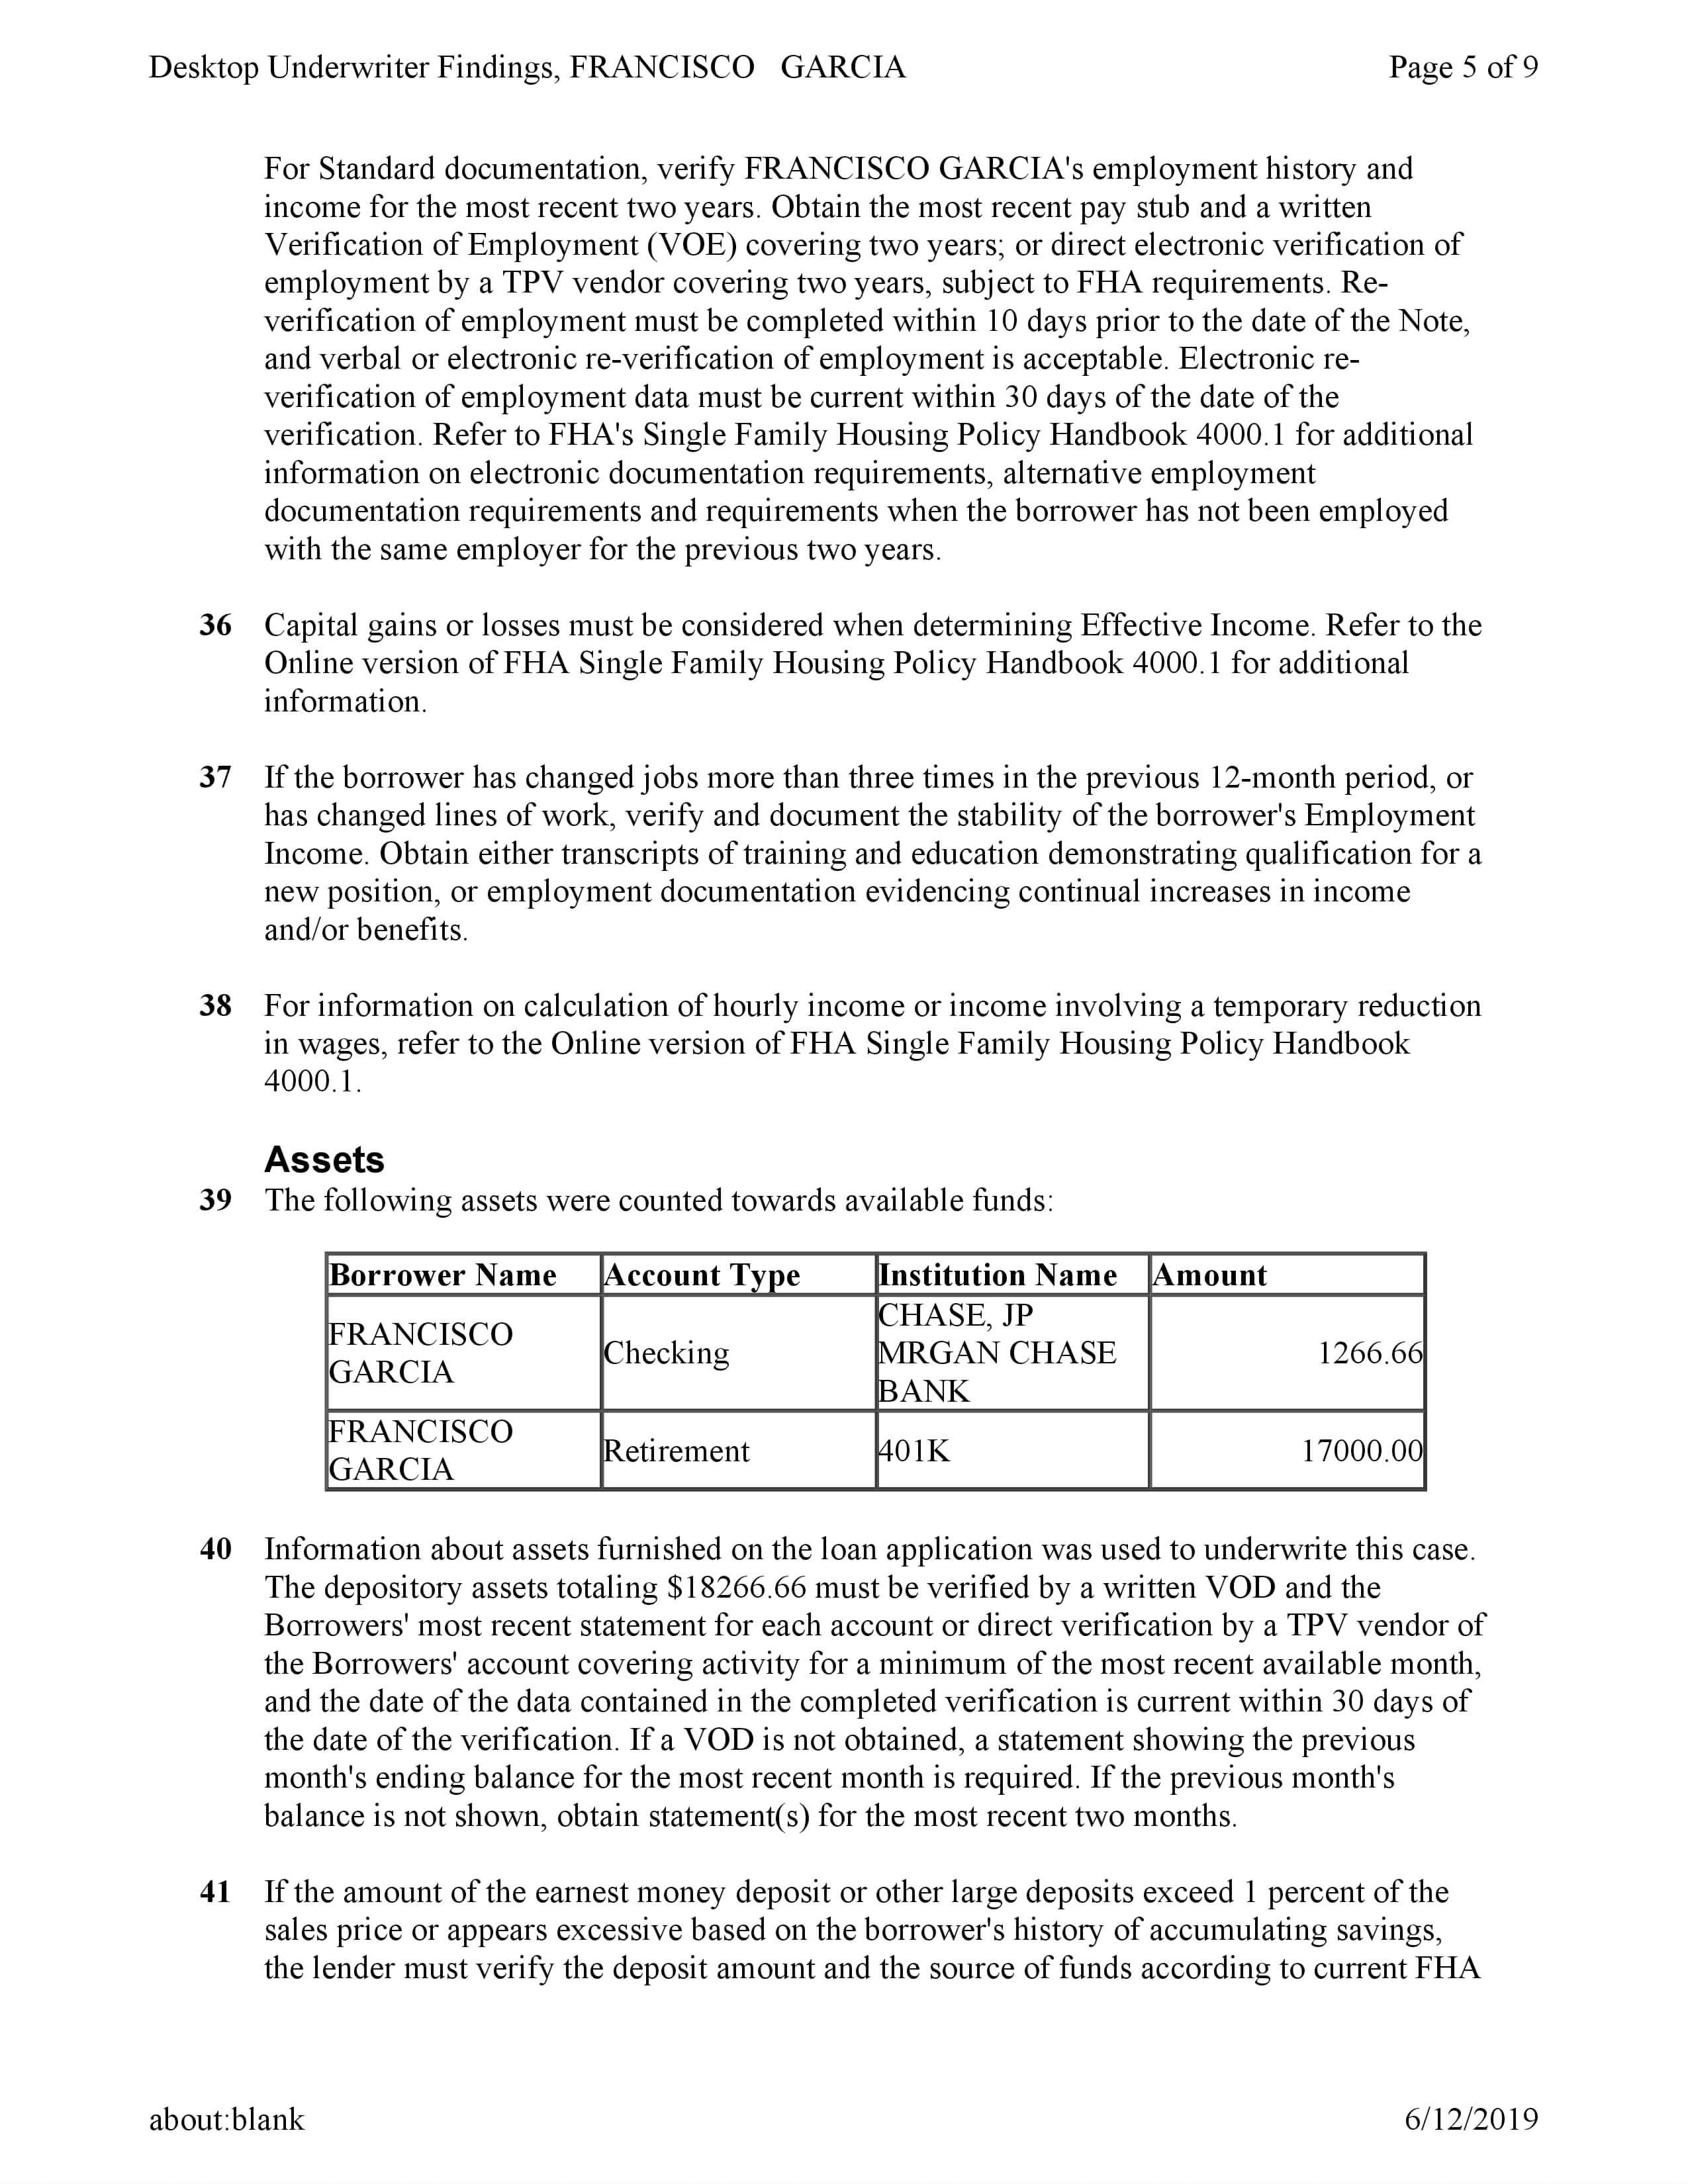 Desktop Underwriter Findings, FRANCISCO   GARCIA
Page 5 of 9
For Standard documentation, verify FRANCISCO GARCIA's employment history and
income for the most recent two years. Obtain the most recent pay stub and a written
Verification of Employment (VOE) covering two years; or direct electronic verification of
employment by a TPV vendor covering two years, subject to FHA requirements. Re-
verification of employment must be completed within 10 days prior to the date of the Note,
and verbal or electronic re-verification of employment is acceptable. Electronic re-
verification of employment data must be current within 30 days of the date of the
verification. Refer to FHA's Single Family Housing Policy Handbook 4000.1 for additional
information on electronic documentation requirements, alternative employment
documentation requirements and requirements when the borrower has not been employed
with the same employer for the previous two years.
36 Capital gains or losses must be considered when determining Effective Income. Refer to the
Online version of FHA Single Family Housing Policy Handbook 4000.1 for additional
information.
37 If the borrower has changed jobs more than three times in the previous 12-month period, or
has changed lines of work, verify and document the stability of the borrower's Employment
Income. Obtain either transcripts of training and education demonstrating qualification for a
new position, or employment documentation evidencing continual increases in income
and/or benefits.
38 For information on calculation of hourly income or income involving a temporary reduction
in wages, refer to the Online version of FHA Single Family Housing Policy Handbook
4000.1.
Assets
39 The following assets were counted towards available funds:
Borrower Name Account Type Institution Name Amount
FRANCISCO
GARCIA
Checking
CHASE, JP
MRGAN CHASE
BANK
1266.66
FRANCISCO
GARCIA
Retirement
401K
17000.00
40 Information about assets furnished on the loan application was used to underwrite this case.
The depository assets totaling $18266.66 must be verified by a written VOD and the
Borrowers' most recent statement for each account or direct verification by a TPV vendor of
the Borrowers' account covering activity for a minimum of the most recent available month,
and the date of the data contained in the completed verification is current within 30 days of
the date of the verification. If a VOD is not obtained, a statement showing the previous
month's ending balance for the most recent month is required. If the previous month's
balance is not shown, obtain statement(s) for the most recent two months.
41 If the amount of the earnest money deposit or other large deposits exceed 1 percent of the
sales price or appears excessive based on the borrower's history of accumulating savings,
the lender must verify the deposit amount and the source of funds according to current FHA
about:blank
6/12/2019